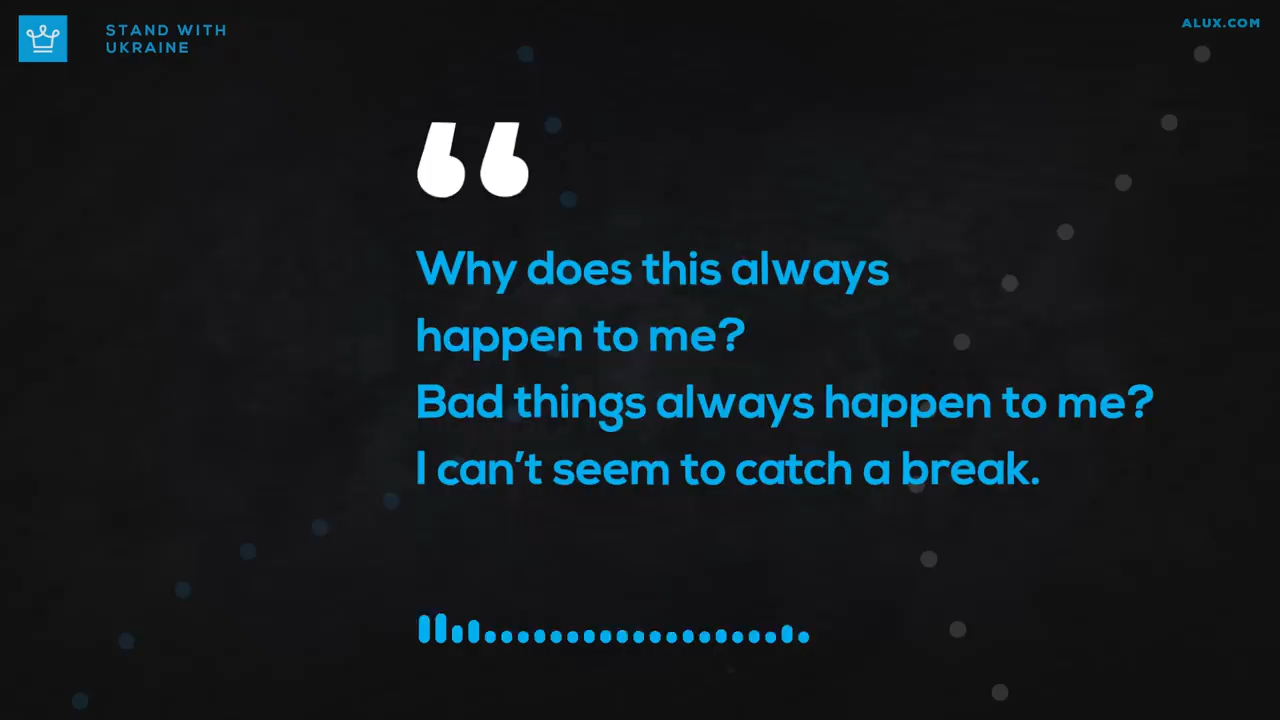 STAND WITH
UKRAINE
ALUX.COM
“
Why does this always
happen to me?
Bad things always happen to me?
I can’t seem to catch a break.